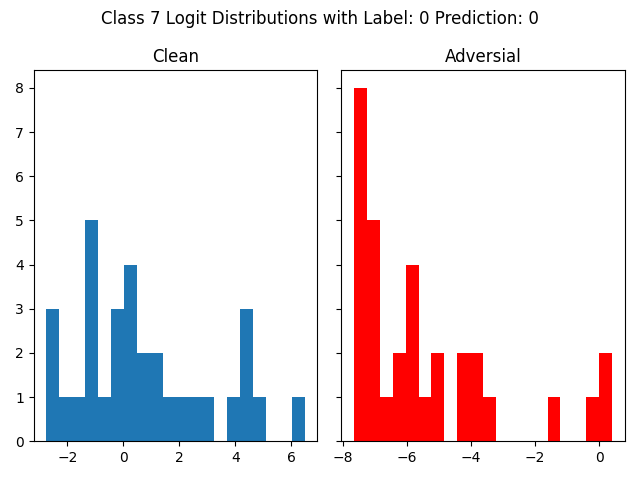 Class 7 Logit Distributions with Label: 0 Prediction: 0
Clean
Adversial
8
7
6
5
4
3
2
1
0
−2 0 2 4 6
−8 −6 −4 −2 0